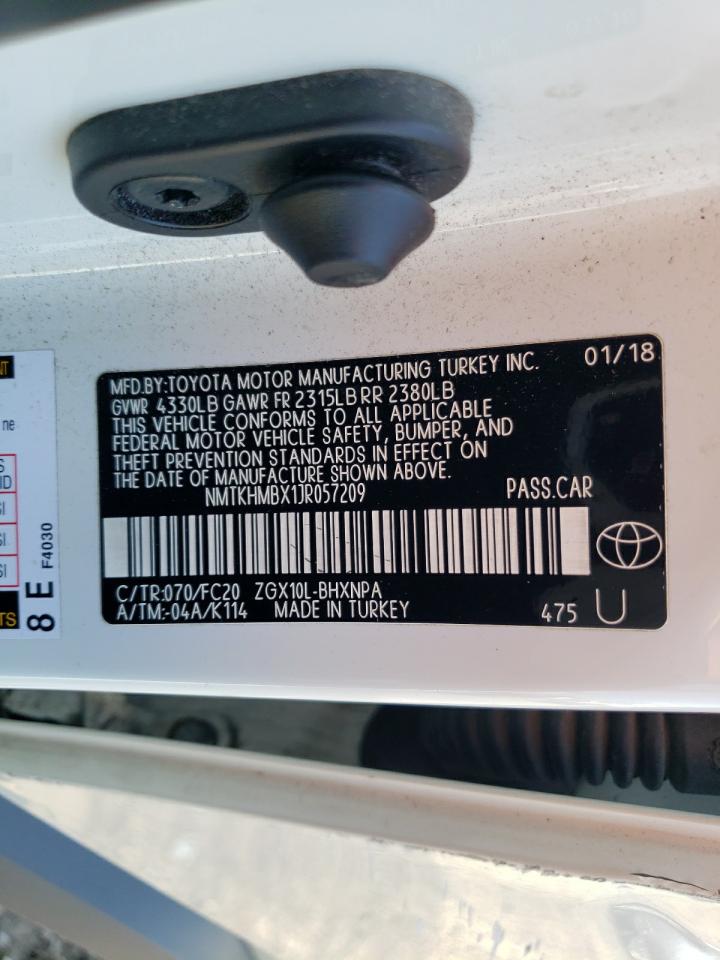 MFD.BY:TOYOTA MOTOR MANUFACTURING TURKEY INC. 01/18
GVWR 4330LB GAWR FR 2315LB RR 2380LB
THIS VEHICLE CONFORMS TO ALL APPLICABLE
FEDERAL MOTOR VEHICLE SAFETY, BUMPER, AND
THEFT PREVENTION STANDARDS IN EFFECT ON
THE DATE OF MANUFACTURE SHOWN ABOVE.
NMTKHMBX1JR057209 PASS.CAR
C/TR:070/FC20 ZGX10L-BHXNPA
A/TM:-04A/K114 MADE IN TURKEY 475 U
ne
ID
8 E F4030